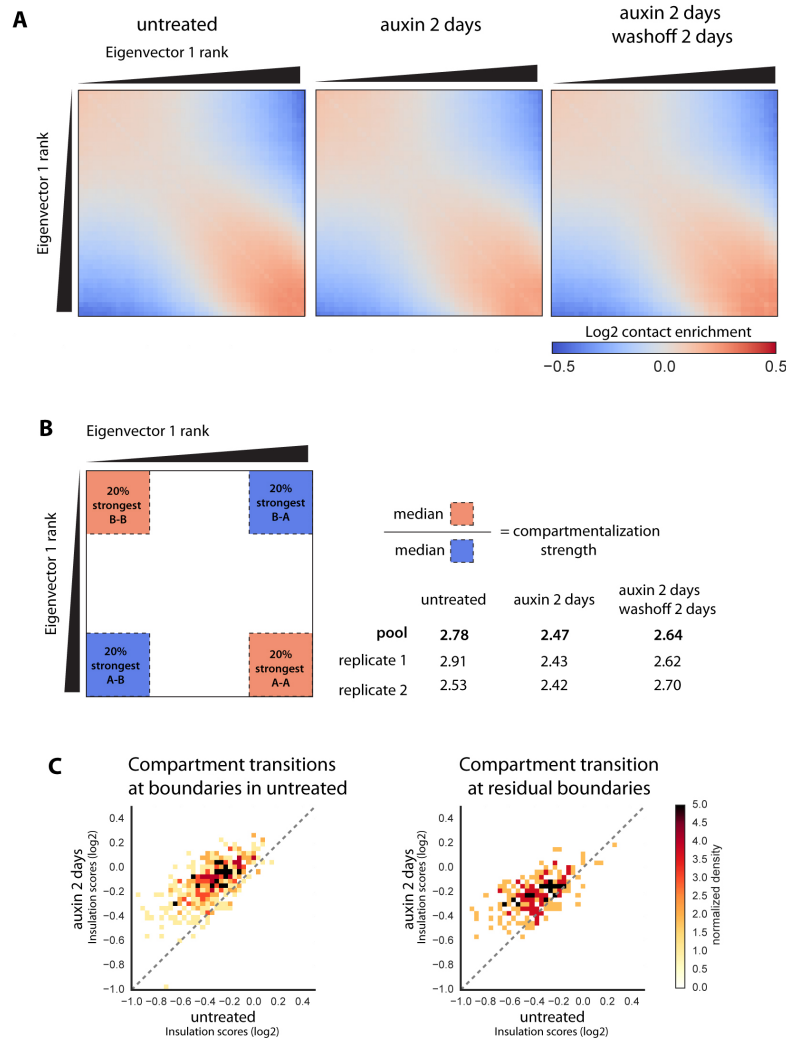 A
untreated
auxin 2 days
auxin 2 days
washoff 2 days
Eigenvector 1 rank
Eigenvector 1 rank
Log2 contact enrichment
−0.5
0.0
0.5
B
Eigenvector 1 rank
Eigenvector 1 rank
20%
strongest
B-B
20%
strongest
B-A
20%
strongest
A-B
20%
strongest
A-A
median
median
= compartmentalization
strength
untreated auxin 2 days auxin 2 days
washoff 2 days
pool 2.78 2.47 2.64
replicate 1 2.91 2.43 2.62
replicate 2 2.53 2.42 2.70
C
Compartment transitions
at boundaries in untreated
auxin 2 days
Insulation scores (log2)
0.4
0.2
0.0
−0.2
−0.4
−0.6
−0.8
−1.0
−1.0 −0.8 −0.6 −0.4 −0.2 0.0 0.2 0.4
untreated
Insulation scores (log2)
Compartment transition
at residual boundaries
auxin 2 days
Insulation scores (log2)
0.4
0.2
0.0
−0.2
−0.4
−0.6
−0.8
−1.0
−1.0 −0.8 −0.6 −0.4 −0.2 0.0 0.2 0.4
untreated
Insulation scores (log2)
5.0
4.5
4.0
3.5
3.0
2.5
2.0
1.5
1.0
0.5
0.0
normalized density